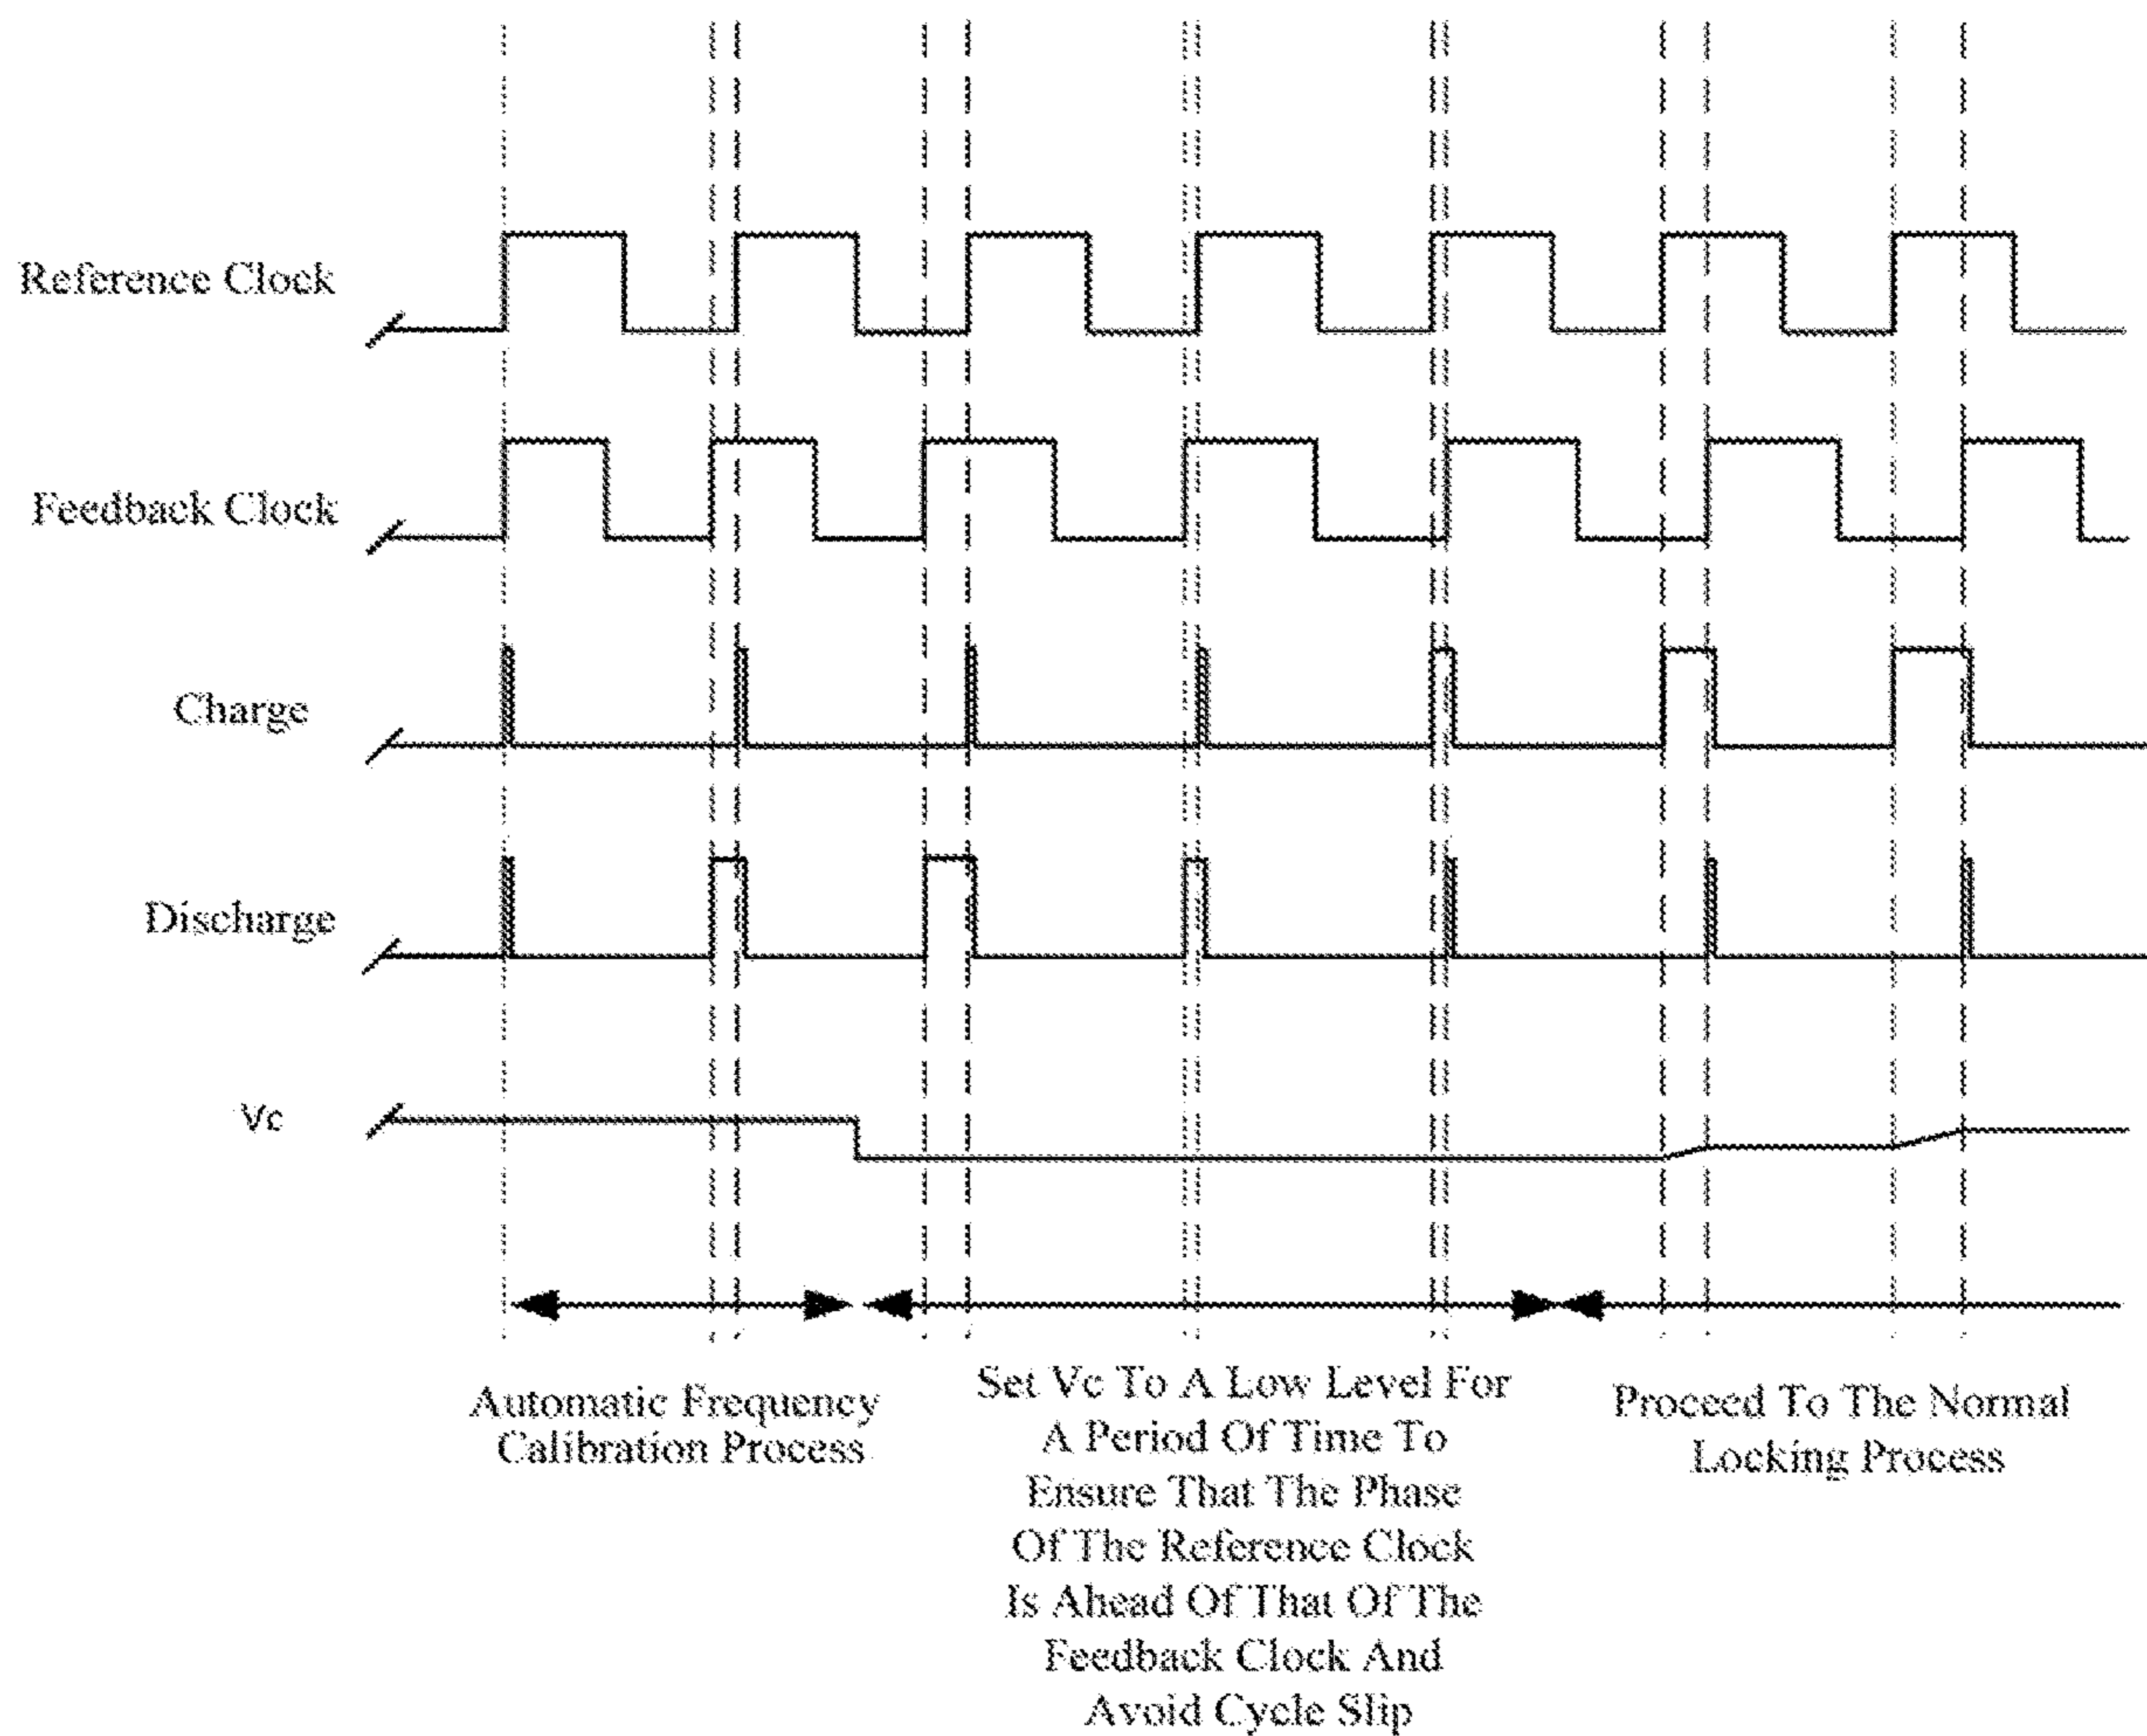 Reference Clock
Feedback Clock
Charge
Discharge
Vc
Automatic Frequency
Calibration Process
Set Vc To A Low Level For
A Period Of Time To
Ensure That The Phase
Of The Reference Clock
Is Ahead Of That Of The
Feedback Clock And
Avoid Cycle Slip
Proceed To The Normal
Locking Process